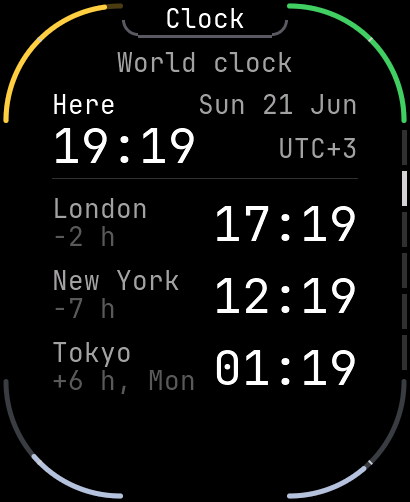 Clock
World clock
Here Sun 21 Jun
19:19 UTC+3
London
-2 h 17:19
New York
-7 h 12:19
Tokyo
+6 h, Mon 01:19